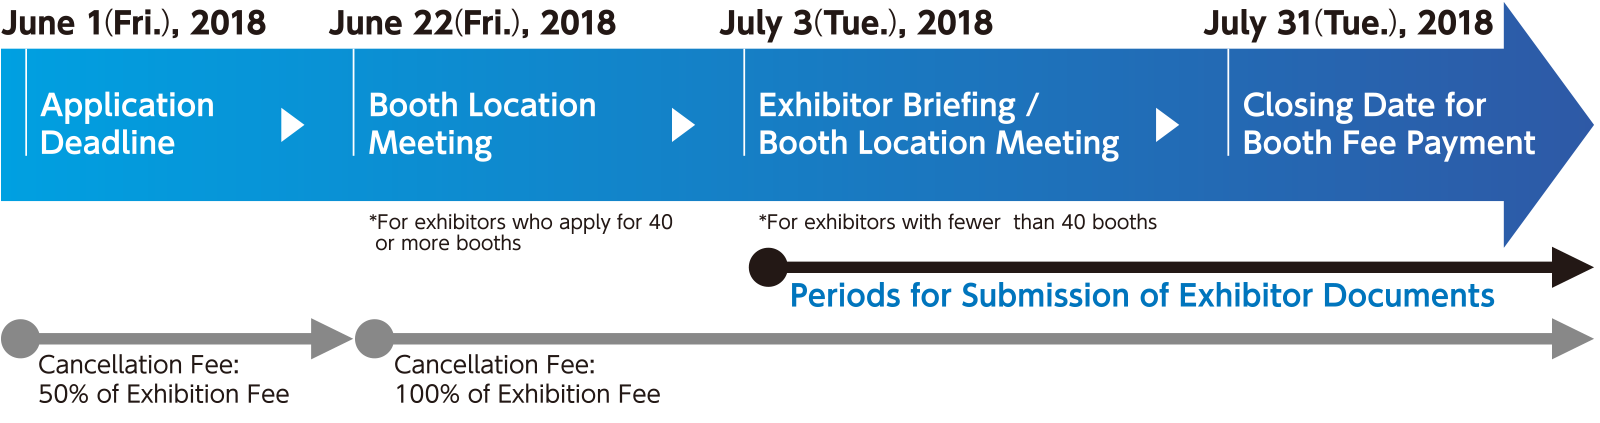 June 1(Fri.), 2018
June 22(Fri.), 2018
July 3(Tue.), 2018
July 31(Tue.), 2018
Application
Deadline
Booth Location
Meeting
Exhibitor Briefing /
Booth Location Meeting
Closing Date for
Booth Fee Payment
*For exhibitors who apply for 40
or more booths
*For exhibitors with fewer than 40 booths
Periods for Submission of Exhibitor Documents
Cancellation Fee:
50% of Exhibition Fee
Cancellation Fee:
100% of Exhibition Fee